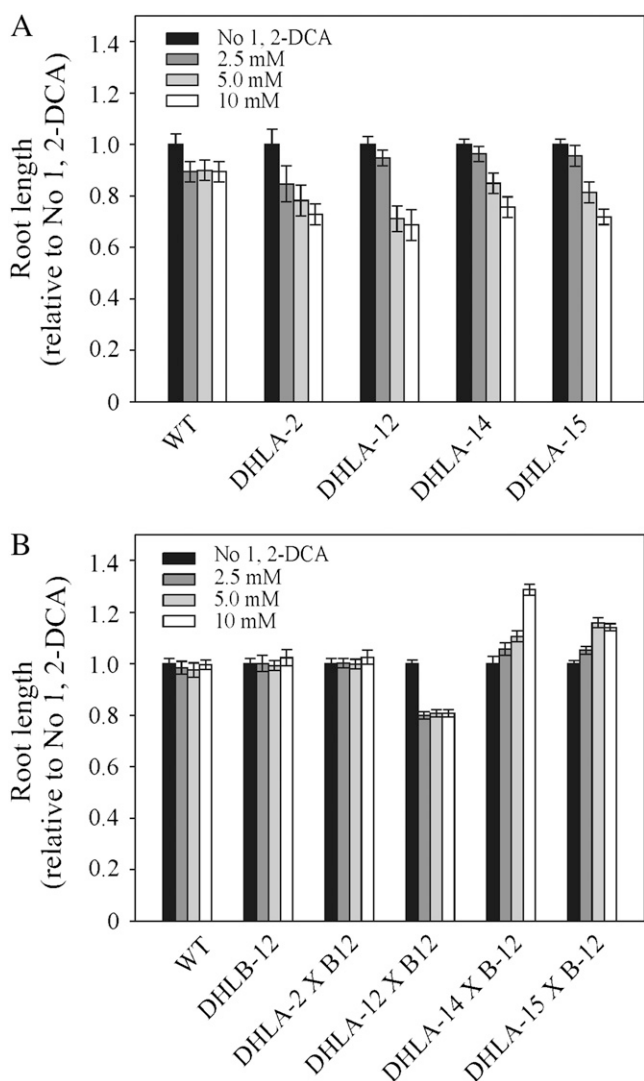 A
No 1, 2-DCA
2.5 mM
5.0 mM
10 mM
Root length
(relative to No 1, 2-DCA)
1.4
1.2
1.0
0.8
0.6
0.4
0.2
0
WT
DHLA-2
DHLA-12
DHLA-14
DHLA-15
B
No 1, 2-DCA
2.5 mM
5.0 mM
10 mM
Root length
(relative to No 1, 2-DCA)
1.4
1.2
1.0
0.8
0.6
0.4
0.2
0
WT
DHLB-12
DHLA-2 X B12
DHLA-12 X B12
DHLA-14 X B-12
DHLA-15 X B-12